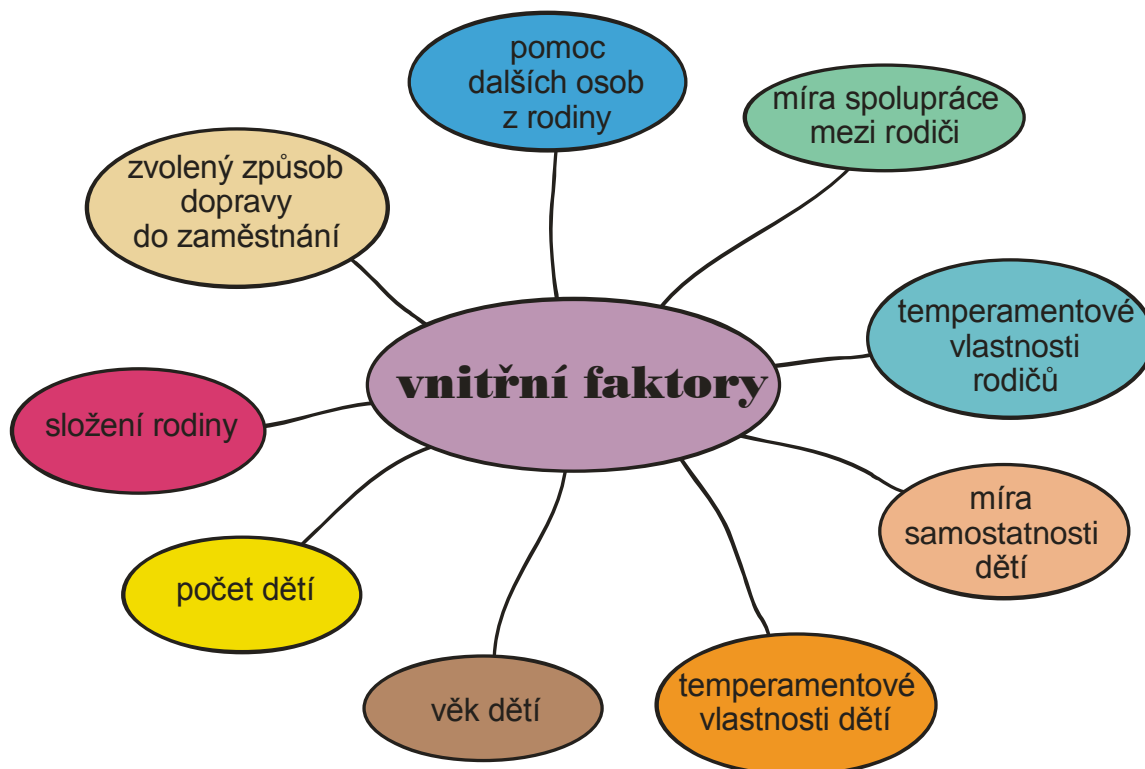 pomoc
dalších osob
z rodiny
míra spolupráce
mezi rodiči
zvolený způsob
dopravy
do zaměstnání
temperamentové
vlastnosti
rodičů
vnitřní faktory
složení rodiny
míra
samostatnosti
dětí
počet dětí
temperamentové
vlastnosti dětí
věk dětí